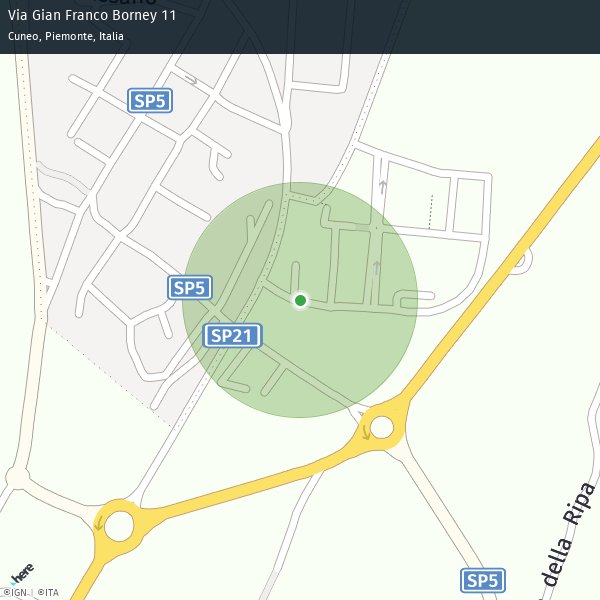 Via Gian Franco Borney 11
Cuneo, Piemonte, Italia
SP5
SP5
SP21
della Ripa
SP5
here
©IGN | ©ITA